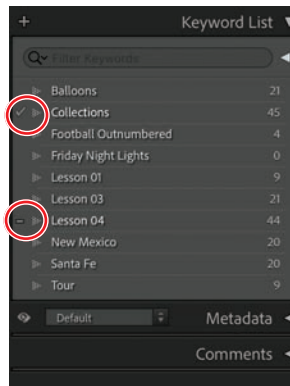 Keyword List
Filter Keywords
Balloons 21
Collections 45
Football Outnumbered 4
Friday Night Lights 0
Lesson 01 9
Lesson 03 21
Lesson 04 44
New Mexico 20
Santa Fe 20
Tour 9
Default Metadata
Comments